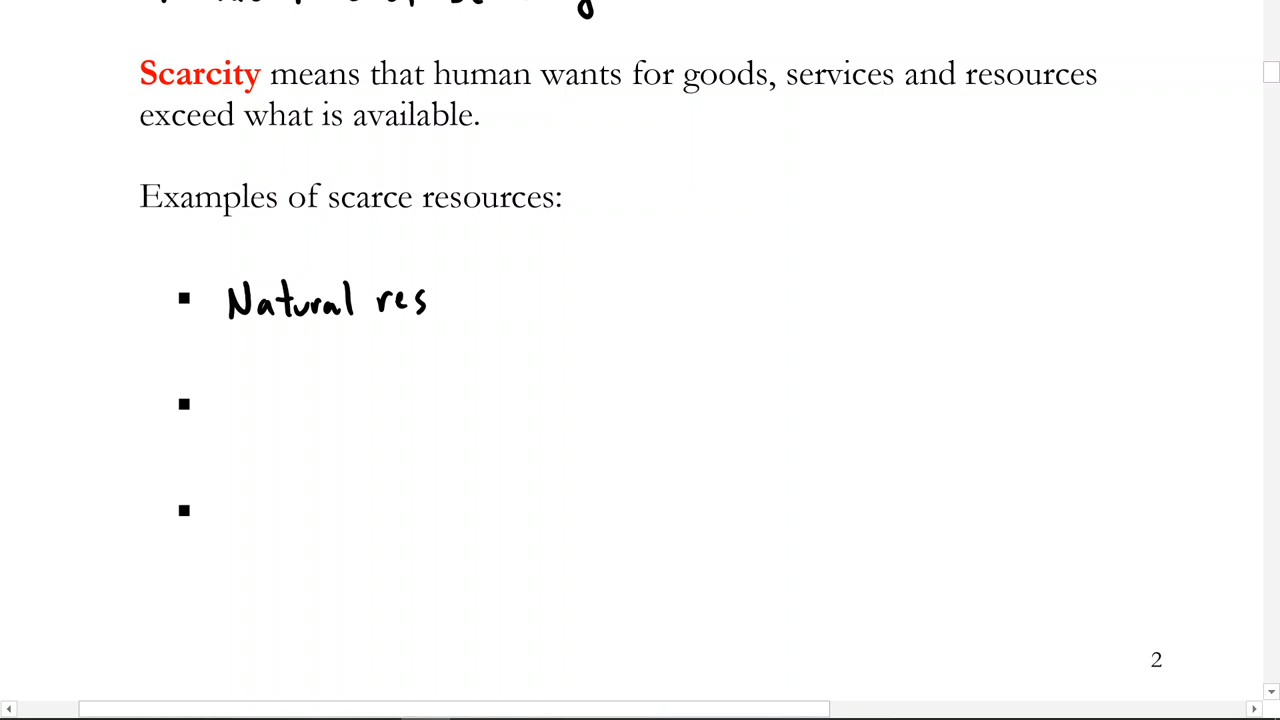 Scarcity means that human wants for goods, services and resources
exceed what is available.
Examples of scarce resources:
▪ Natural res
▪
▪
2